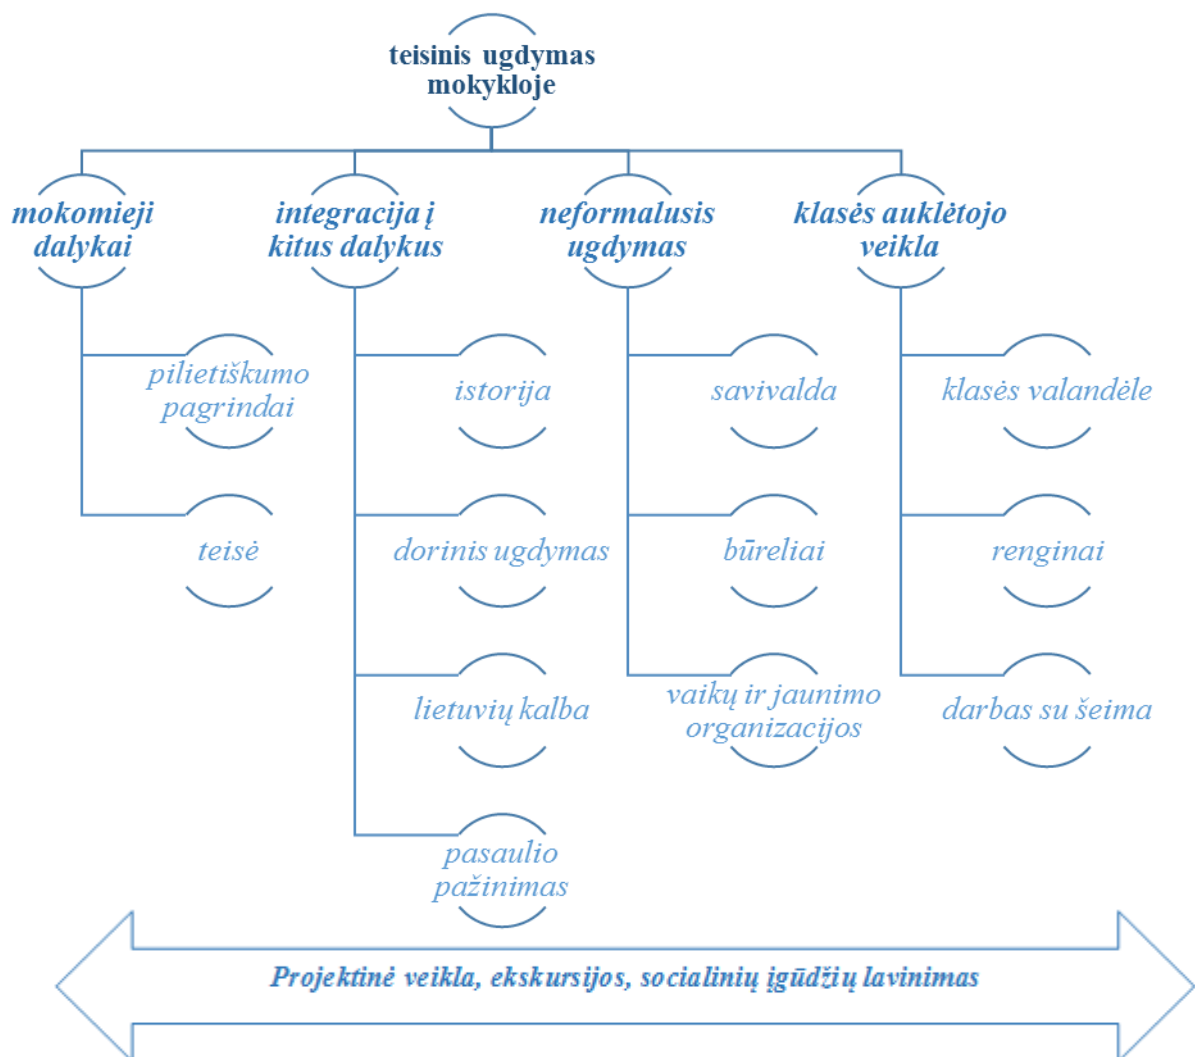 teisinis ugdymas
mokykloje
mokomieji
dalykai
integracija į
kitus dalykus
neformalusis
ugdymas
klasės auklėtojo
veikla
pilietiškumo
pagrindai
istorija
savivalda
klasės valandėle
teisė
dorinis ugdymas
būreliai
renginai
lietuvių kalba
vaikų ir jaunimo
organizacijos
darbas su šeima
pasaulio
pažinimas
Projektinė veikla, ekskursijos, socialinių įgūdžių lavinimas